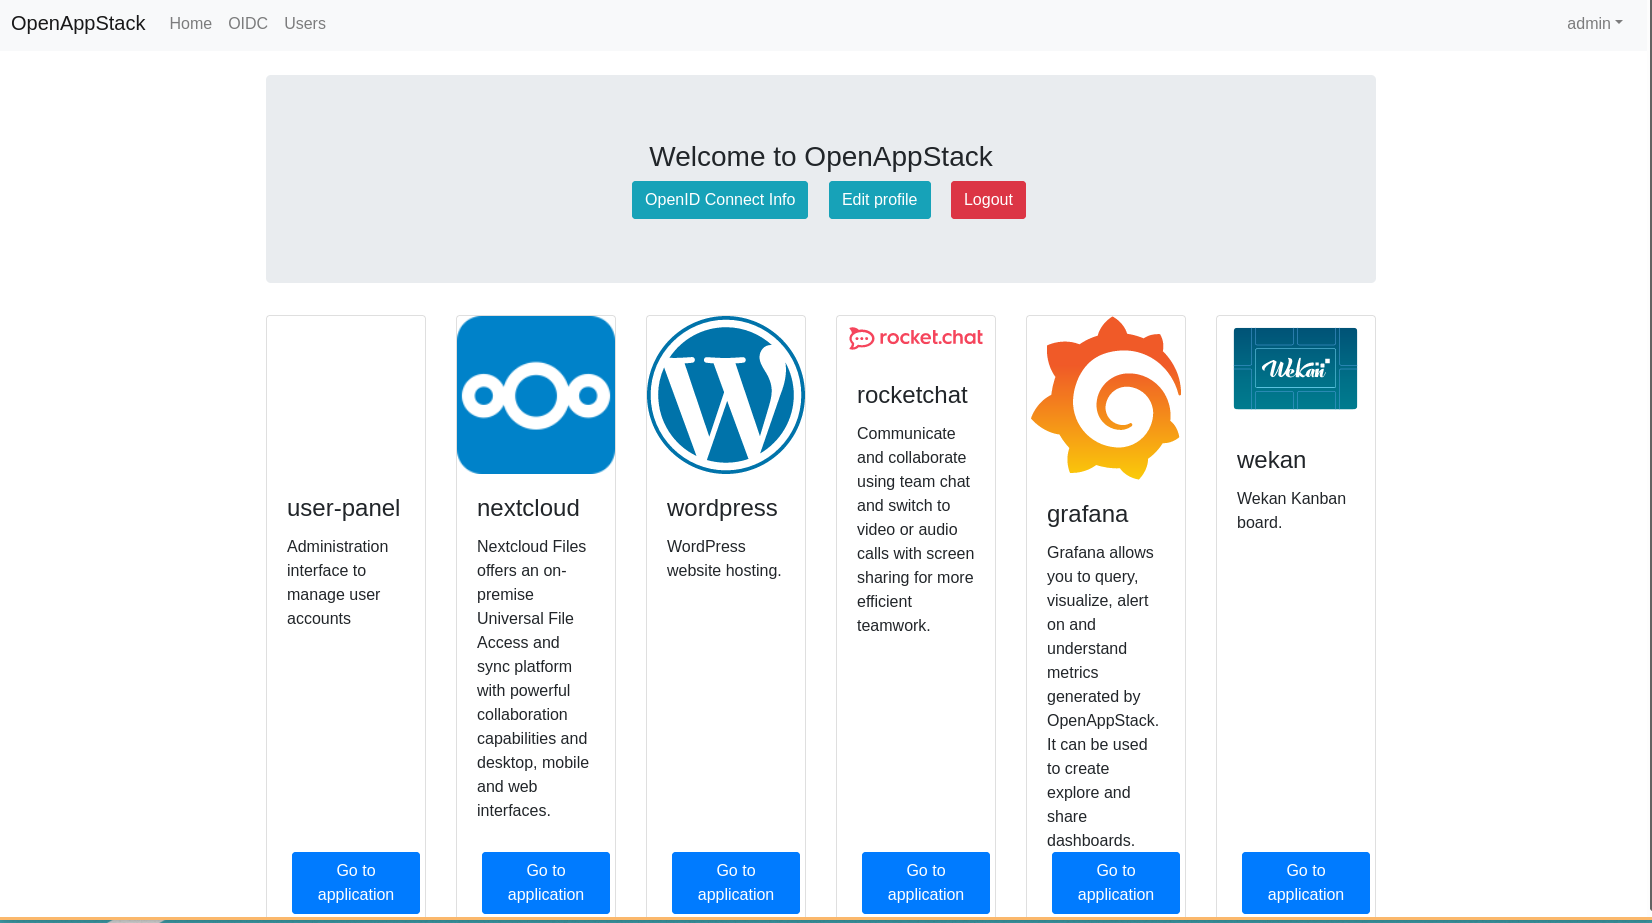 OpenAppStack Home OIDC Users admin
Welcome to OpenAppStack
OpenID Connect Info Edit profile Logout
user-panel
Administration
interface to
manage user
accounts
Go to
application
nextcloud
Nextcloud Files
offers an on-
premise
Universal File
Access and
sync platform
with powerful
collaboration
capabilities and
desktop, mobile
and web
interfaces.
Go to
application
wordpress
WordPress
website hosting.
Go to
application
rocket.chat
rocketchat
Communicate
and collaborate
using team chat
and switch to
video or audio
calls with screen
sharing for more
efficient
teamwork.
Go to
application
grafana
Grafana allows
you to query,
visualize, alert
on and
understand
metrics
generated by
OpenAppStack.
It can be used
to create
explore and
share
dashboards.
Go to
application
WeKan
wekan
Wekan Kanban
board.
Go to
application